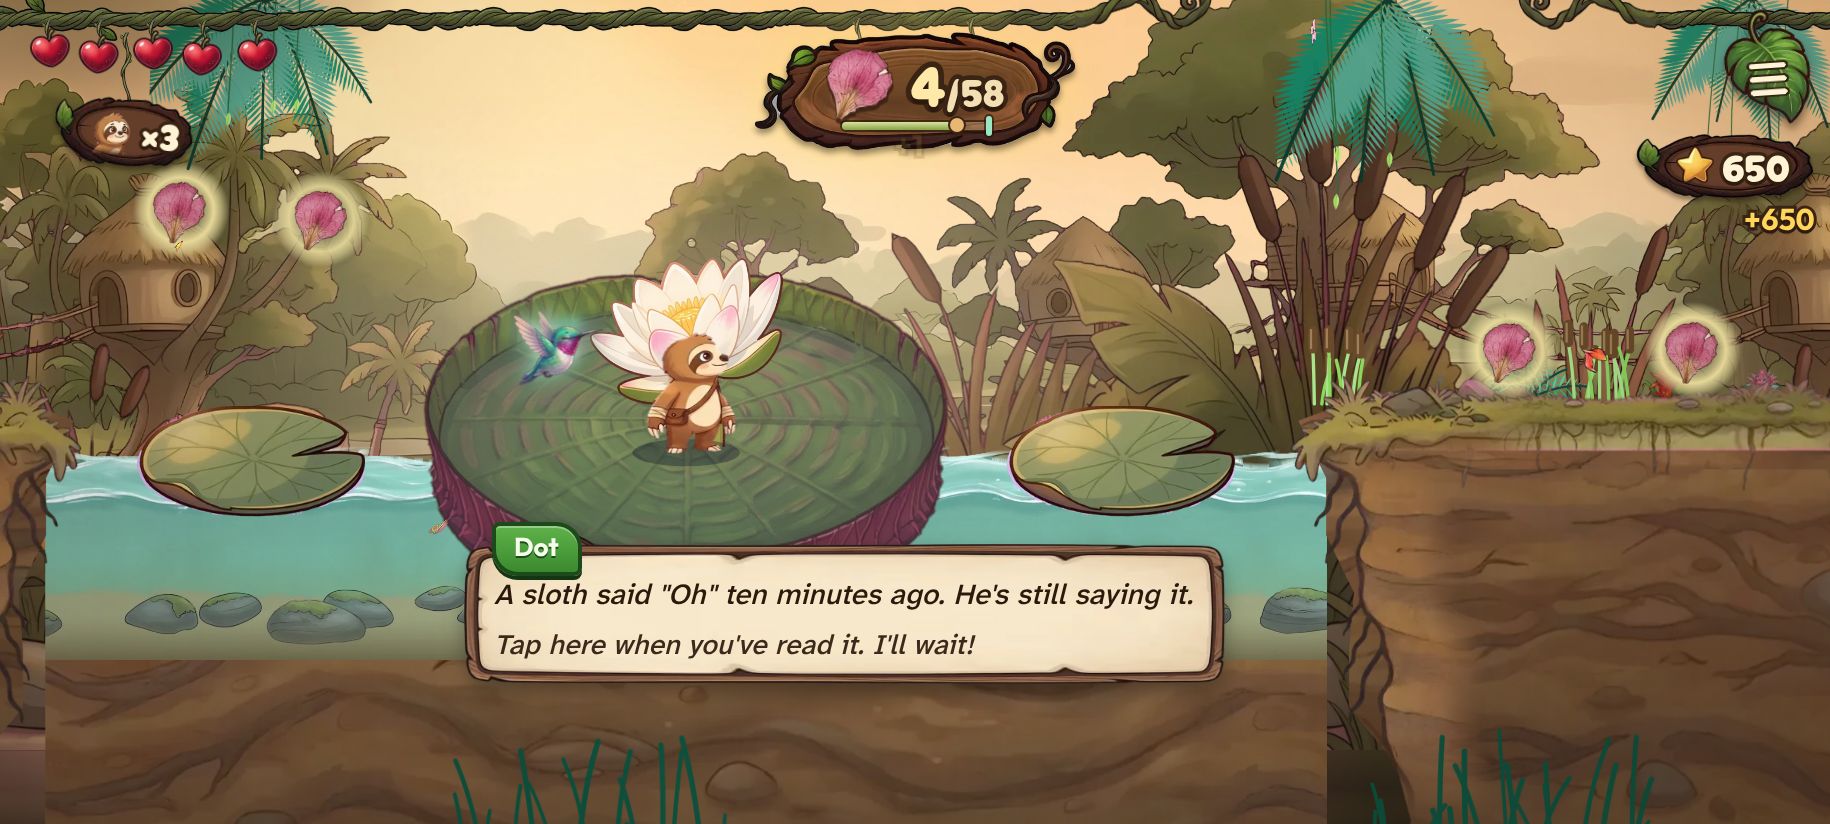 4/58
×3
650
+650
Dot
A sloth said "Oh" ten minutes ago. He's still saying it.
Tap here when you've read it. I'll wait!